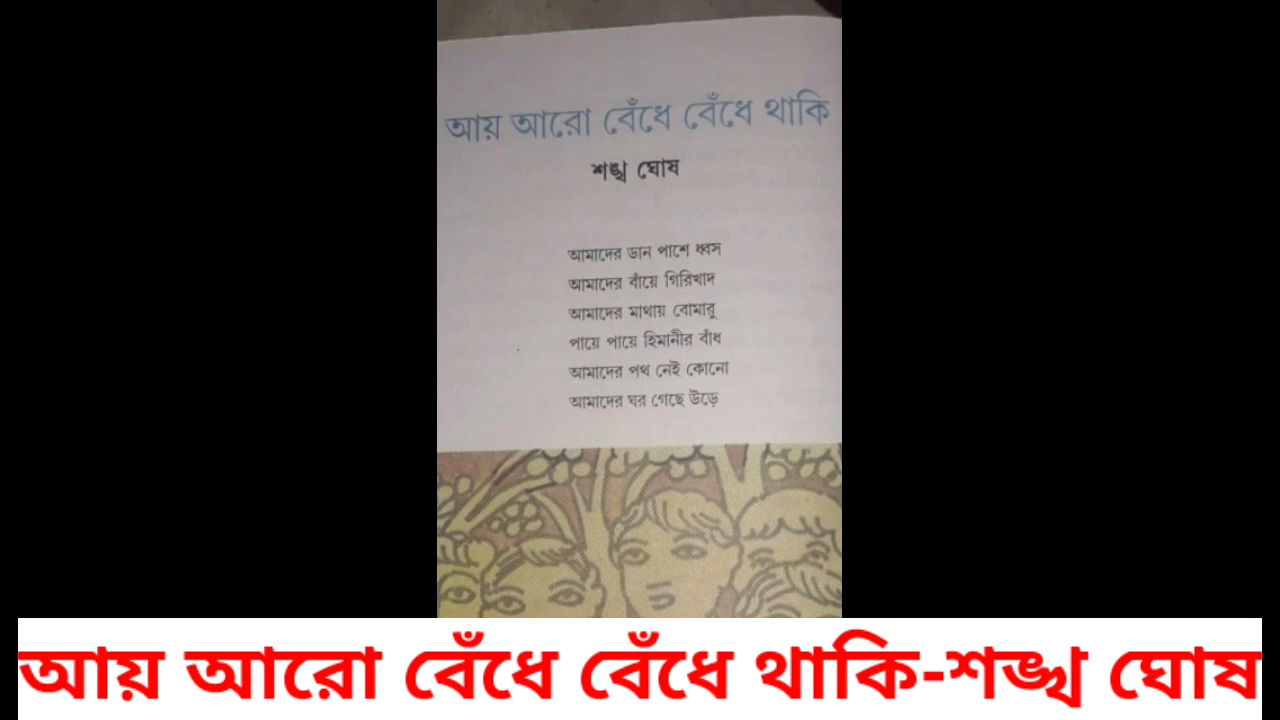 আয় আরো বেঁধে বেঁধে থাকি
শঙ্খ ঘোষ
আমাদের ডান পাশে ধ্বস
আমাদের বাঁয়ে গিরিখাদ
আমাদের মাথায় বোমারু
পায়ে পায়ে হিমানীর বাঁধ
আমাদের পথ নেই কোনো
আমাদের ঘর গেছে উড়ে
আয় আরো বেঁধে বেঁধে থাকি-শঙ্খ ঘোষ